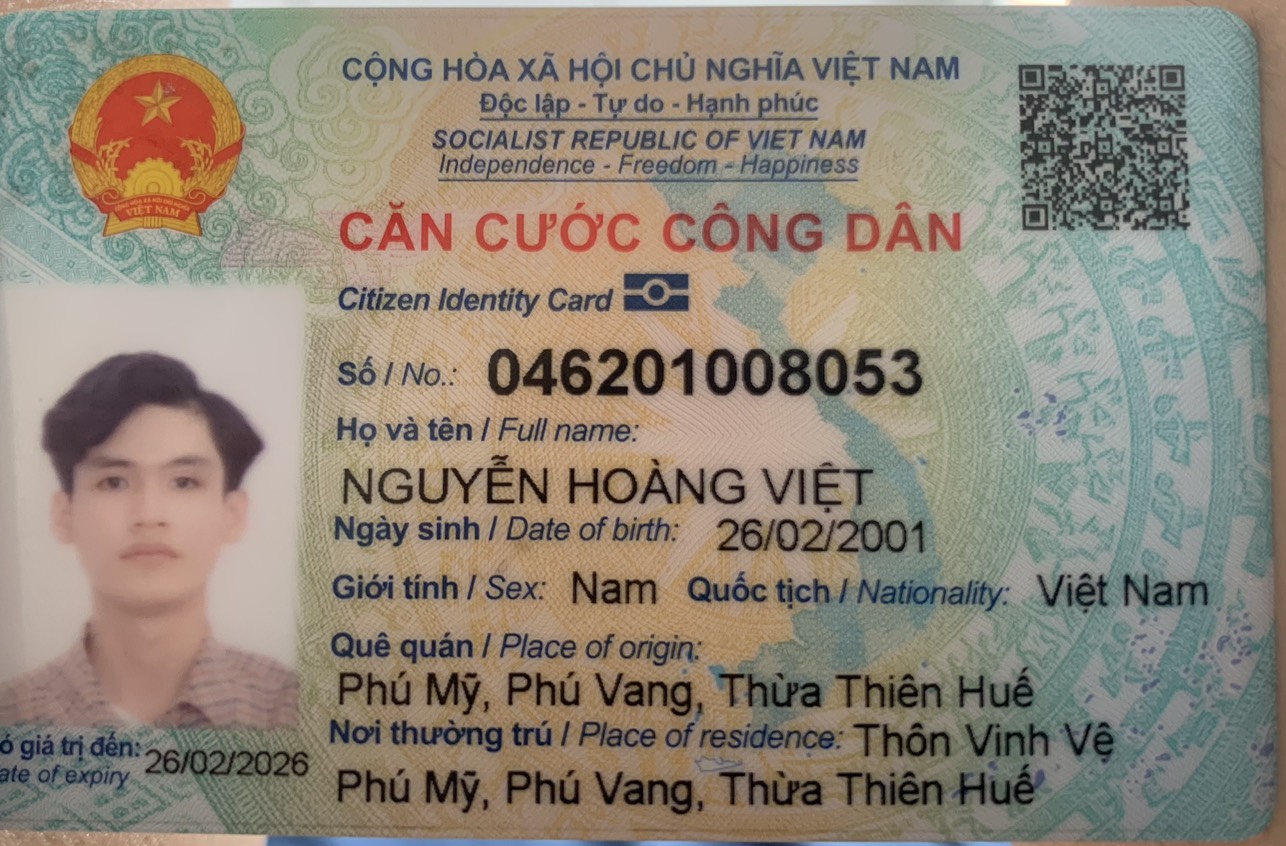 CỘNG HÒA XÃ HỘI CHỦ NGHĨA VIỆT NAM
Độc lập - Tự do - Hạnh phúc
SOCIALIST REPUBLIC OF VIET NAM
Independence - Freedom - Happiness
CĂN CƯỚC CÔNG DÂN
Citizen Identity Card
Số / No.: 046201008053
Họ và tên / Full name:
NGUYỄN HOÀNG VIỆT
Ngày sinh / Date of birth: 26/02/2001
Giới tính / Sex: Nam Quốc tịch / Nationality: Việt Nam
Quê quán / Place of origin:
Phú Mỹ, Phú Vang, Thừa Thiên Huế
Nơi thường trú / Place of residence: Thôn Vinh Vệ
Phú Mỹ, Phú Vang, Thừa Thiên Huế
ó giá trị đến: 26/02/2026
ate of expiry
VIỆT NAM